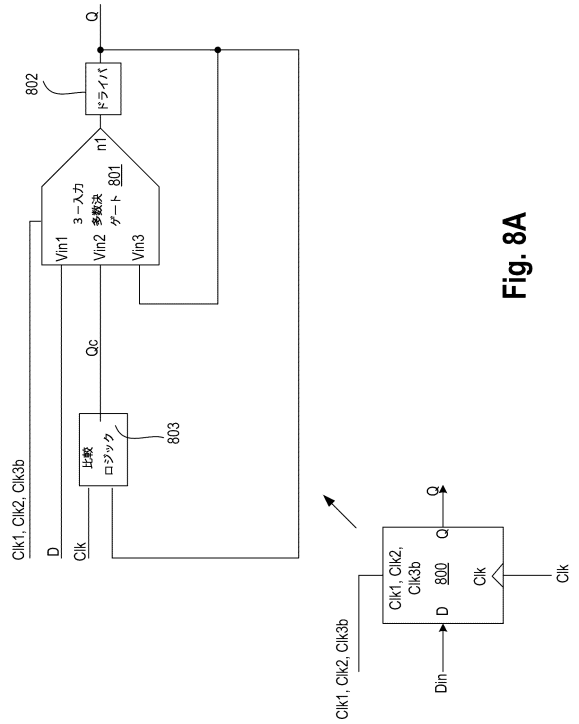 Clk1, Clk2, Clk3b
D
Clk
比較
ロジック
803
Qc
Vin1
Vin2
Vin3
3－入力
多数決
ゲート 801
n1
802
ドライバ
Q
Clk1, Clk2, Clk3b
Din
D
Clk1, Clk2,
Clk3b
800
Clk
Q
Q
Clk
Fig. 8A